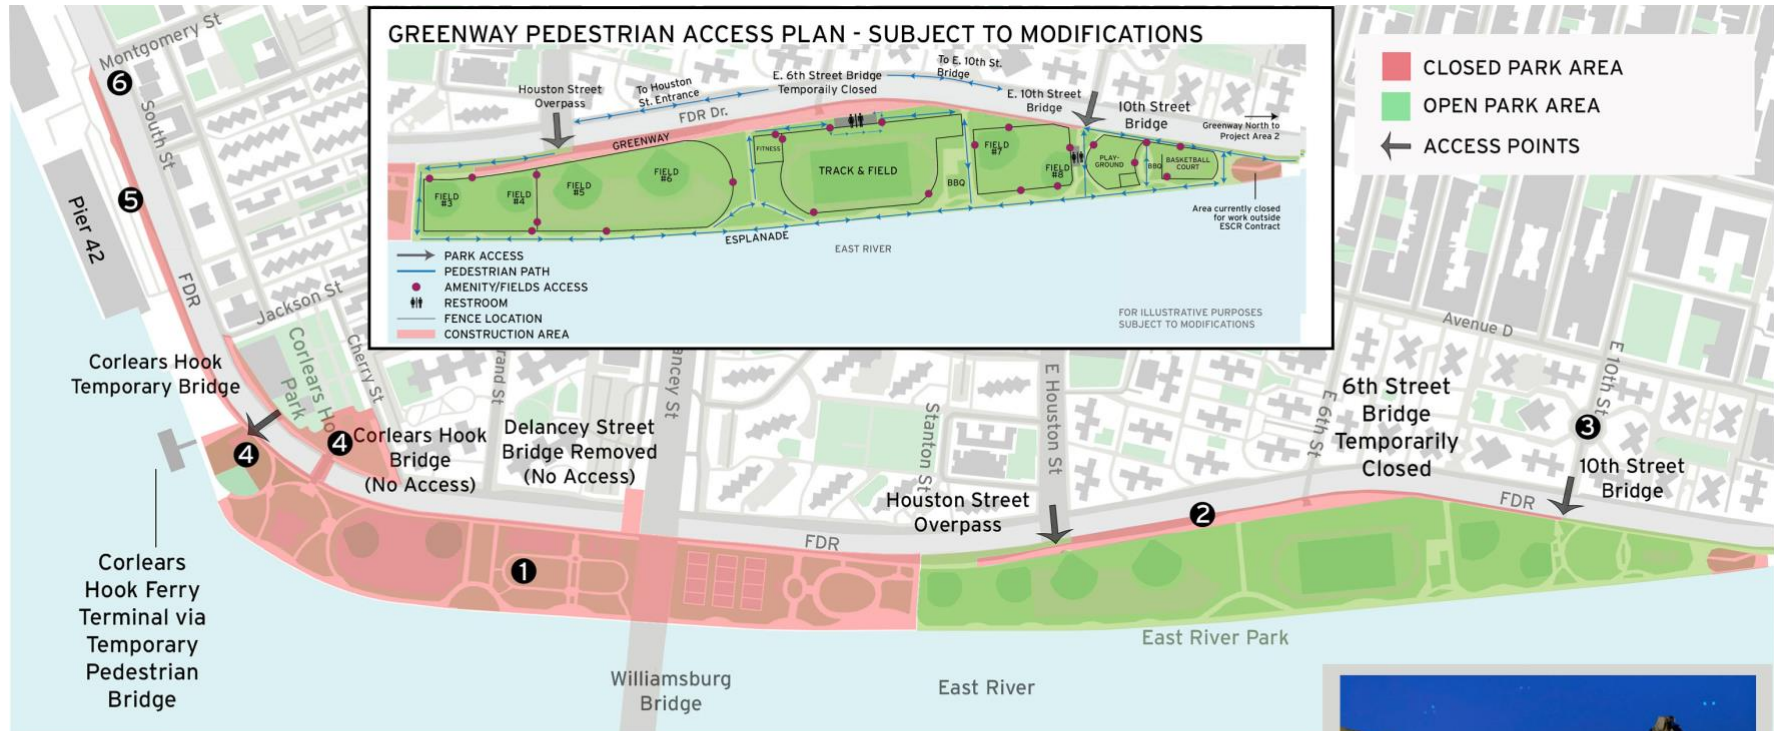 GREENWAY PEDESTRIAN ACCESS PLAN - SUBJECT TO MODIFICATIONS
Houston Street
Overpass
To Houston
St. Entrance
E. 6th Street Bridge
Temporaily Closed
To E. 10th St.
Bridge
E. 10th Street
Bridge
10th Street
Bridge
Greenway North to
Project Area 2
FDR Dr.
GREENWAY
FITNESS
FIELD
#3
FIELD
#4
FIELD
#5
FIELD
#6
TRACK & FIELD
BBQ
FIELD
#7
FIELD
#8
PLAY-
GROUND
BBQ
BASKETBALL
COURT
Area currently closed
for work outside
ESCR Contract
ESPLANADE
EAST RIVER
PARK ACCESS
PEDESTRIAN PATH
AMENITY/FIELDS ACCESS
RESTROOM
FENCE LOCATION
CONSTRUCTION AREA
FOR ILLUSTRATIVE PURPOSES
SUBJECT TO MODIFICATIONS
CLOSED PARK AREA
OPEN PARK AREA
ACCESS POINTS
Montgomery St
6
South St
5
Pier 42
FDR
Jackson St
Corlears Hook
Temporary Bridge
Corlears Ho
Park
Cherry St
4
4
Corlears Hook
Bridge
(No Access)
rand St
Delancey Street
Bridge Removed
(No Access)
ancey St
Stanton St
E Houston St
Houston Street
Overpass
E 6th St
6th Street
Bridge
Temporarily
Closed
Avenue D
E 10th St
3
10th Street
Bridge
FDR
2
FDR
1
Corlears
Hook Ferry
Terminal via
Temporary
Pedestrian
Bridge
Williamsburg
Bridge
East River
East River Park